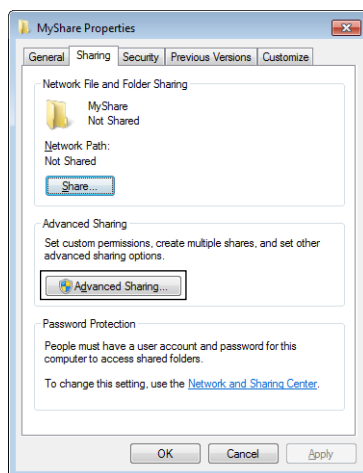 MyShare Properties
General Sharing Security Previous Versions Customize
Network File and Folder Sharing
MyShare
Not Shared
Network Path:
Not Shared
Share...
Advanced Sharing
Set custom permissions, create multiple shares, and set other
advanced sharing options.
Advanced Sharing...
Password Protection
People must have a user account and password for this
computer to access shared folders.
To change this setting, use the Network and Sharing Center.
OK Cancel Apply